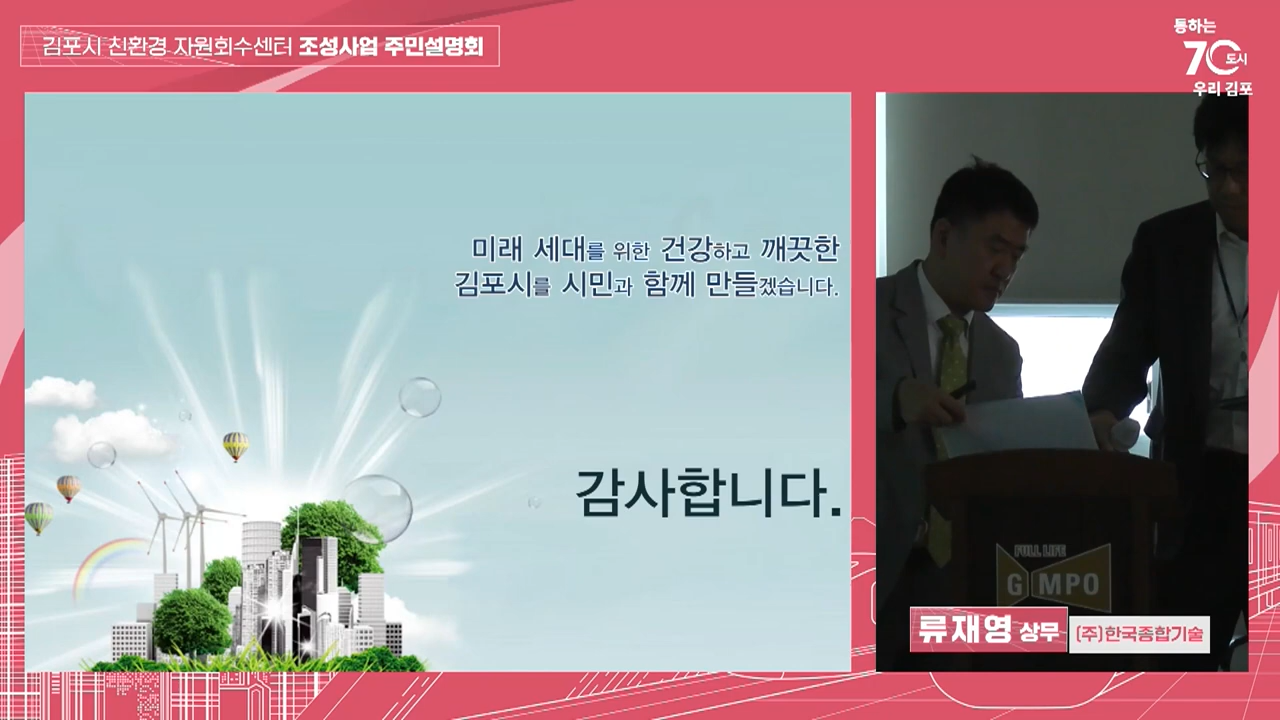 김포시 친환경 자원회수센터 조성사업 주민설명회
통하는
70도시
우리 김포
미래 세대를 위한 건강하고 깨끗한
김포시를 시민과 함께 만들겠습니다.
감사합니다.
FULL LIFE
GIMPO
류재영 상무
(주)한국종합기술